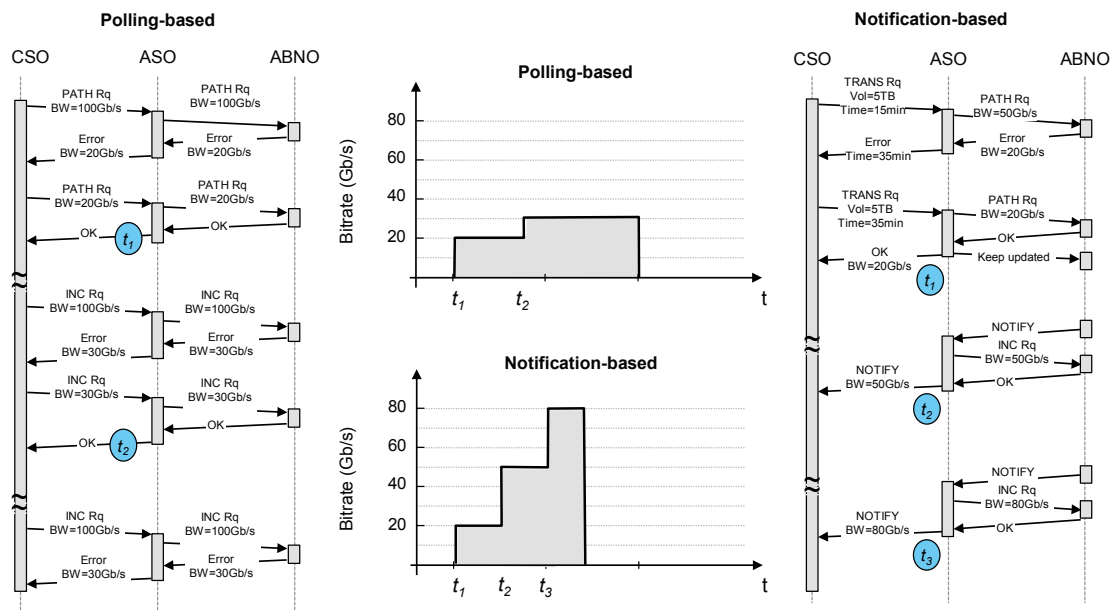 Polling-based
CSO ASO ABNO
PATH Rq
BW=100Gb/s
PATH Rq
BW=100Gb/s
Error
BW=20Gb/s
Error
BW=20Gb/s
PATH Rq
BW=20Gb/s
PATH Rq
BW=20Gb/s
OK
OK
t1
INC Rq
BW=100Gb/s
INC Rq
BW=100Gb/s
Error
BW=30Gb/s
Error
BW=30Gb/s
INC Rq
BW=30Gb/s
INC Rq
BW=30Gb/s
OK
OK
t2
INC Rq
BW=100Gb/s
INC Rq
BW=100Gb/s
Error
BW=30Gb/s
Error
BW=30Gb/s
Polling-based
Bitrate (Gb/s)
80
60
40
20
t1 t2 t
Notification-based
Bitrate (Gb/s)
80
60
40
20
t1 t2 t3 t
Notification-based
CSO ASO ABNO
TRANS Rq
Vol=5TB
Time=15min
PATH Rq
BW=50Gb/s
Error
Time=35min
Error
BW=20Gb/s
TRANS Rq
Vol=5TB
Time=35min
PATH Rq
BW=20Gb/s
OK
OK
BW=20Gb/s
Keep updated
t1
NOTIFY
INC Rq
BW=50Gb/s
NOTIFY
BW=50Gb/s
OK
t2
NOTIFY
INC Rq
BW=80Gb/s
NOTIFY
BW=80Gb/s
OK
t3